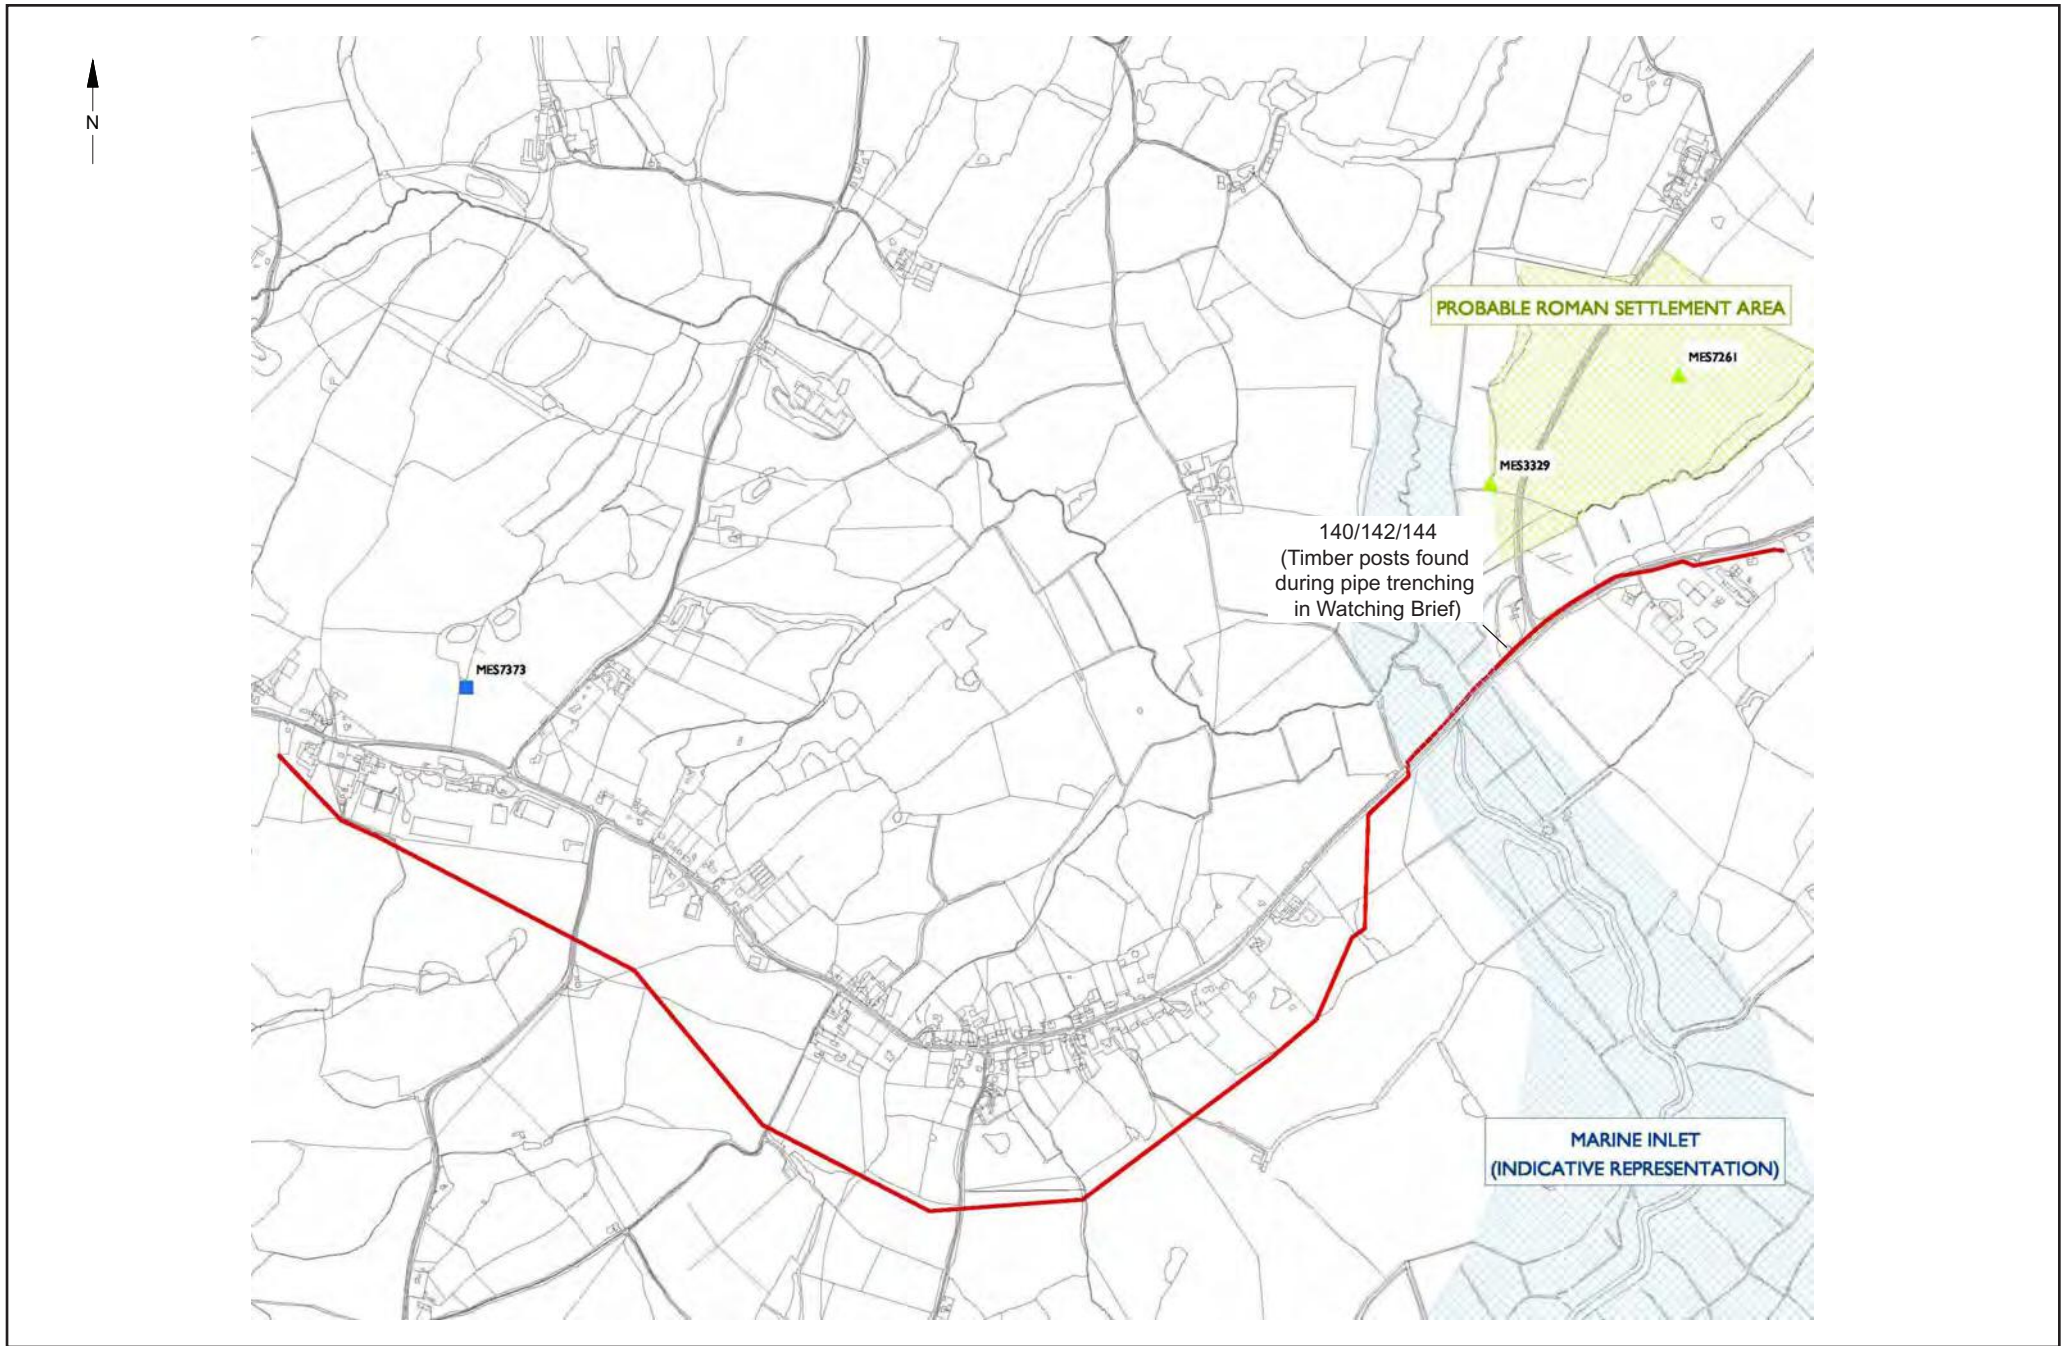 N
PROBABLE ROMAN SETTLEMENT AREA
MES7261
MES3329
140/142/144
(Timber posts found
during pipe trenching
in Watching Brief)
MES7373
MARINE INLET
(INDICATIVE REPRESENTATION)